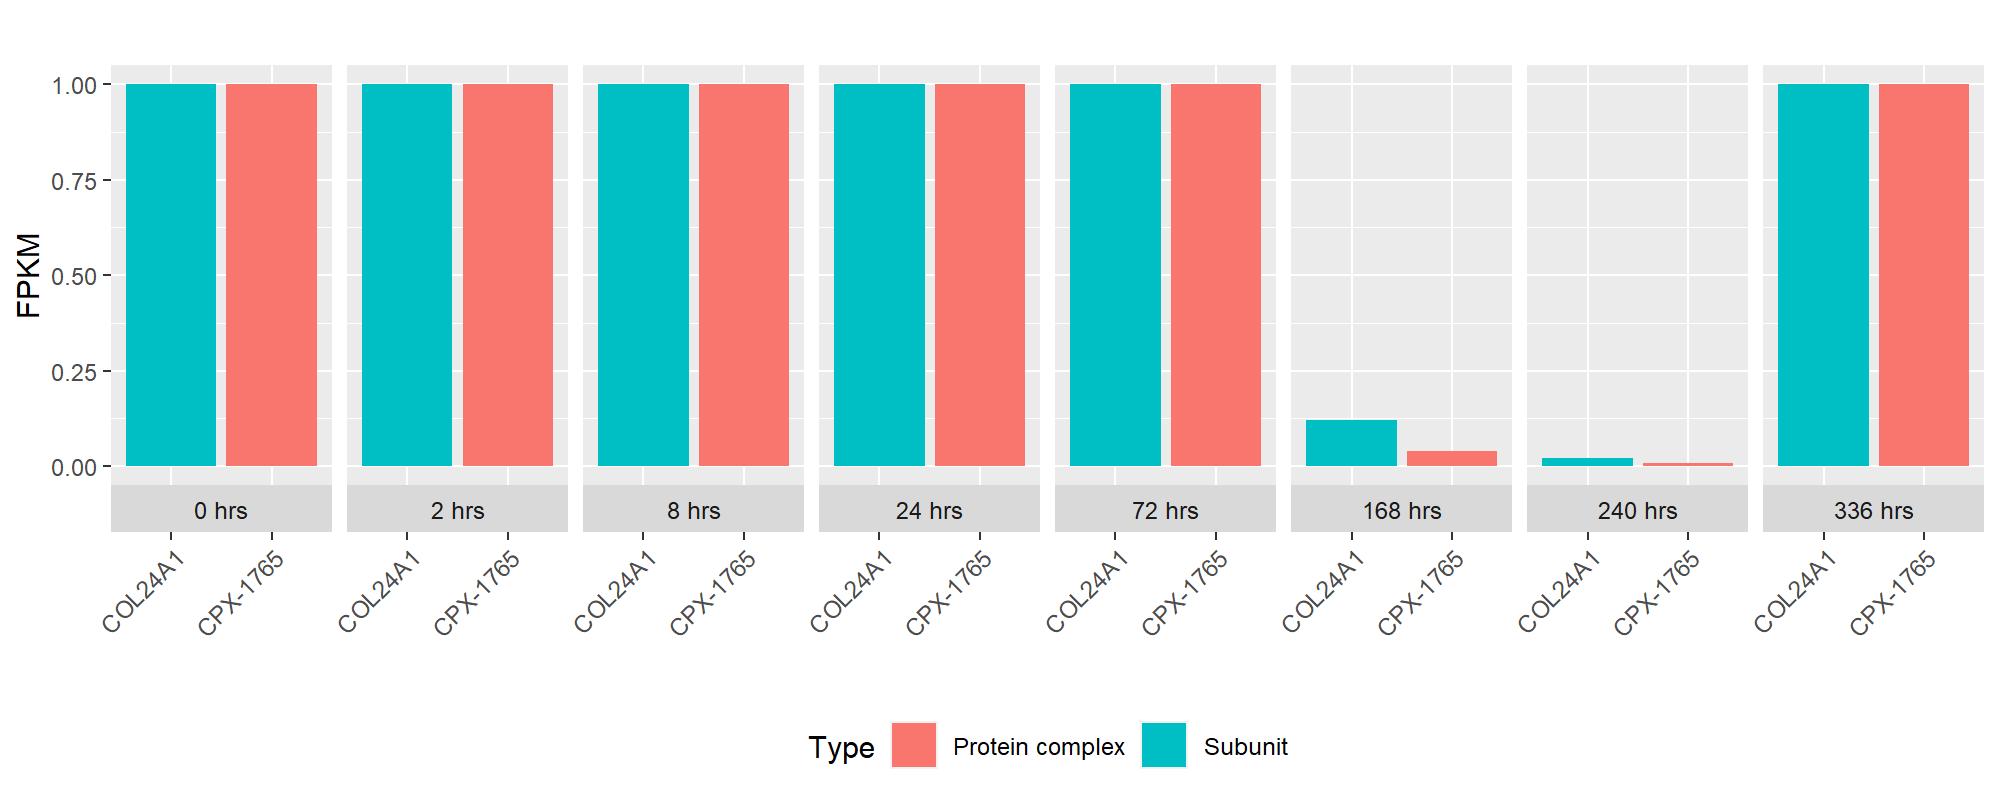 FPKM
1.00
0.75
0.50
0.25
0.00
0 hrs
2 hrs
8 hrs
24 hrs
72 hrs
168 hrs
240 hrs
336 hrs
COL24A1
CPX-1765
COL24A1
CPX-1765
COL24A1
CPX-1765
COL24A1
CPX-1765
COL24A1
CPX-1765
COL24A1
CPX-1765
COL24A1
CPX-1765
COL24A1
CPX-1765
Type Protein complex Subunit